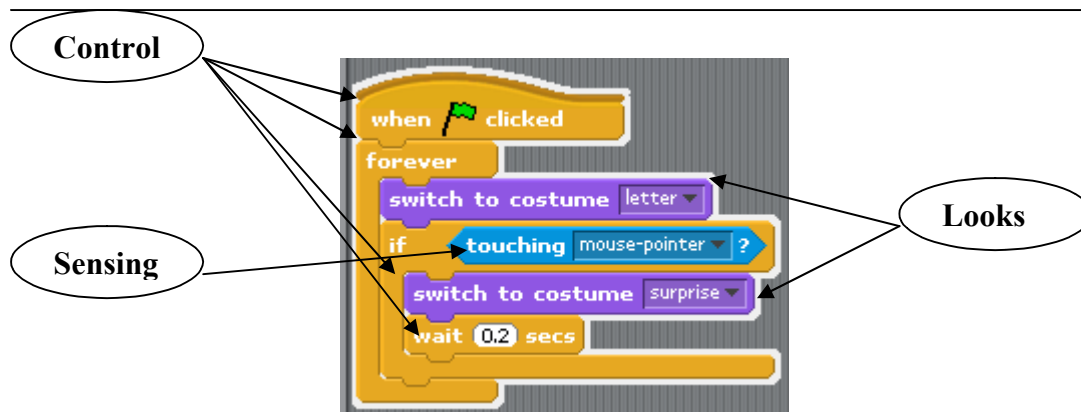 Control
when clicked
forever
switch to costume letter
if touching mouse-pointer ?
switch to costume surprise
wait 0.2 secs
Sensing
Looks